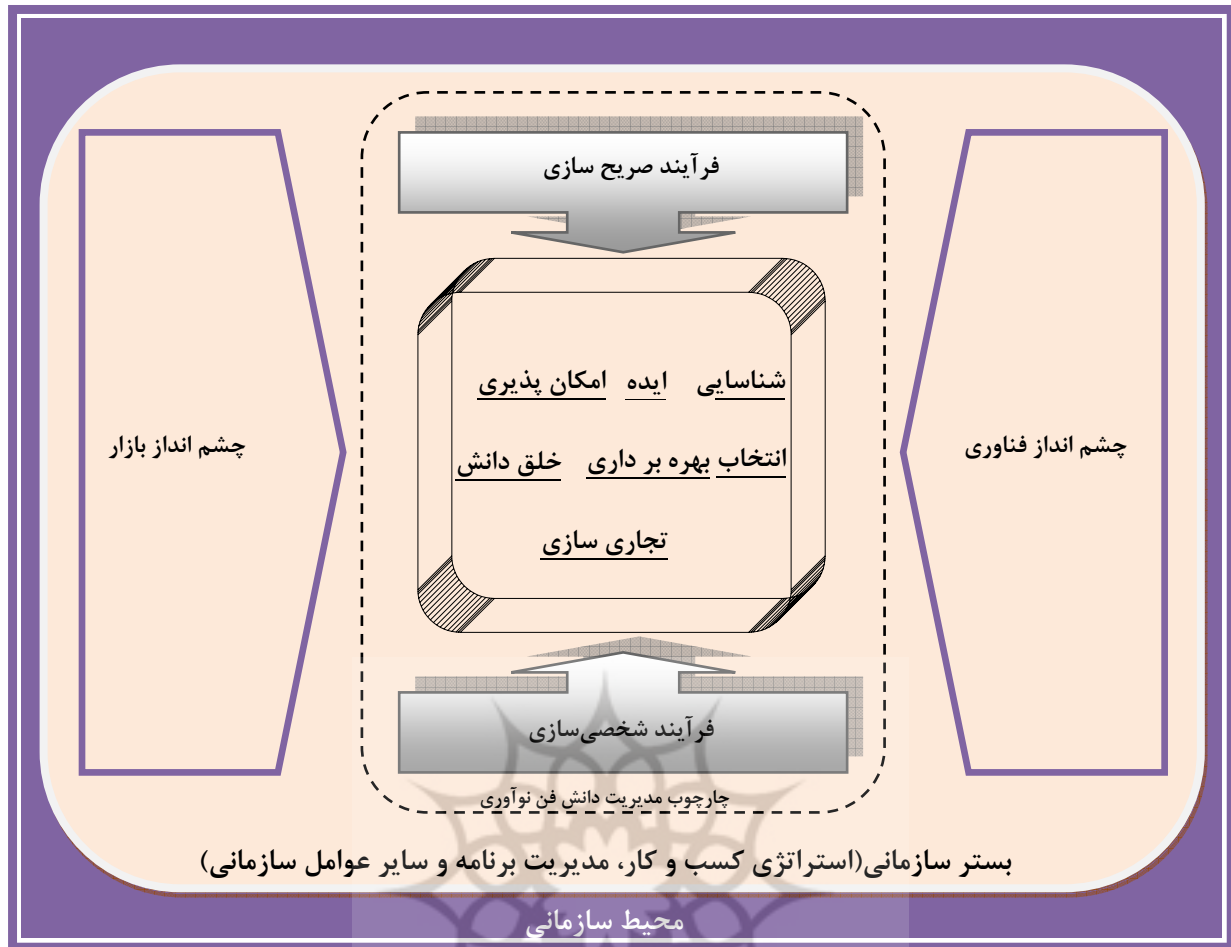 فرآیند صریح سازی
شناسایی ایده امکان پذیری
چشم انداز فناوری
چشم انداز بازار
انتخاب بهره بر داری خلق دانش
تجاری سازی
فرآیند شخصی‌سازی
چارچوب مدیریت دانش فن نوآوری
بستر سازمانی(استراتژی کسب و کار، مدیریت برنامه و سایر عوامل سازمانی)
محیط سازمانی